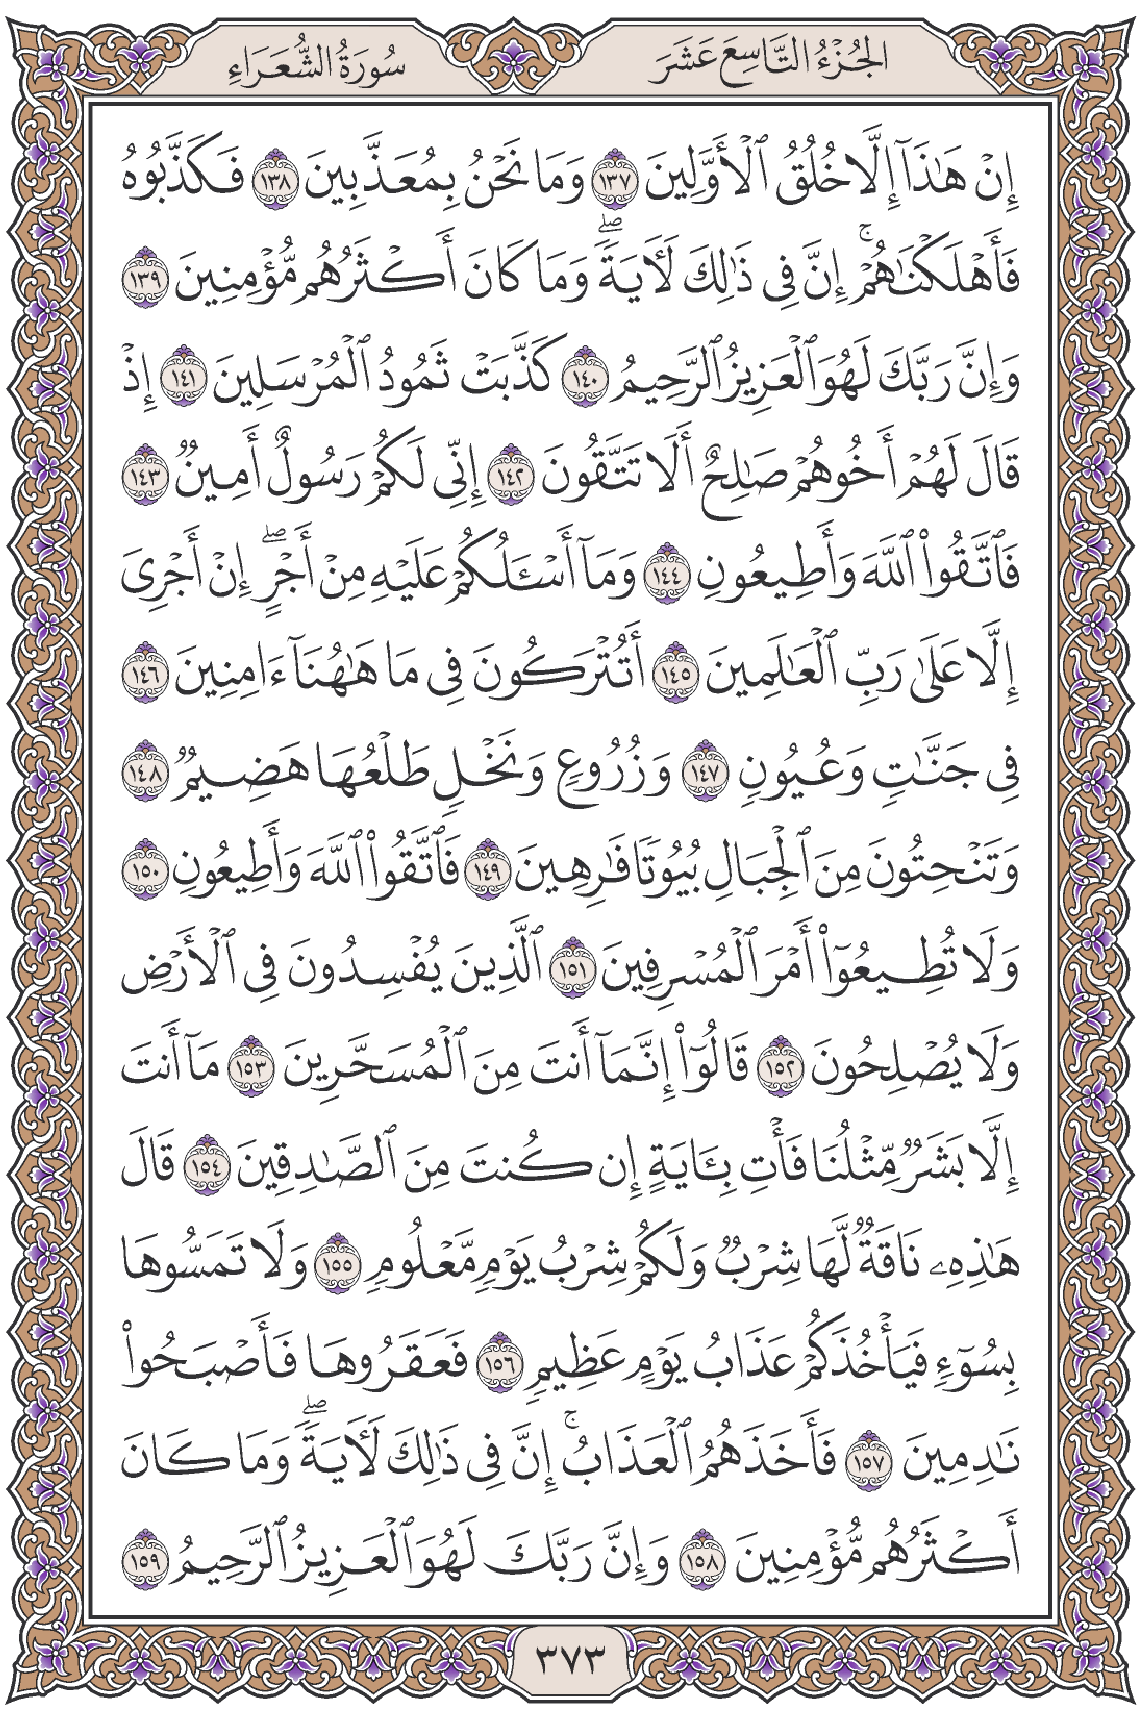 الجُزْءُ التَّاسِعَ عَشَرَ سُورَةُ الشُّعَرَاءِ
إِنْ هَٰذَآ إِلَّا خُلُقُ ٱلْأَوَّلِينَ ١٣٧ وَمَا نَحْنُ بِمُعَذَّبِينَ ١٣٨ فَكَذَّبُوهُ
فَأَهْلَكْنَٰهُمْ ۚ إِنَّ فِى ذَٰلِكَ لَـَٔايَةً ۖ وَمَا كَانَ أَكْثَرُهُم مُّؤْمِنِينَ ١٣٩
وَإِنَّ رَبَّكَ لَهُوَ ٱلْعَزِيزُ ٱلرَّحِيمُ ١٤٠ كَذَّبَتْ ثَمُودُ ٱلْمُرْسَلِينَ ١٤١ إِذْ
قَالَ لَهُمْ أَخُوهُمْ صَٰلِحٌ أَلَا تَتَّقُونَ ١٤٢ إِنِّى لَكُمْ رَسُولٌ أَمِينٌ ١٤٣
فَٱتَّقُوا۟ ٱللَّهَ وَأَطِيعُونِ ١٤٤ وَمَآ أَسْـَٔلُكُمْ عَلَيْهِ مِنْ أَجْرٍ ۖ إِنْ أَجْرِىَ
إِلَّا عَلَىٰ رَبِّ ٱلْعَٰلَمِينَ ١٤٥ أَتُتْرَكُونَ فِى مَا هَٰهُنَآ ءَامِنِينَ ١٤٦
فِى جَنَّٰتٍ وَعُيُونٍ ١٤٧ وَزُرُوعٍ وَنَخْلٍ طَلْعُهَا هَضِيمٌ ١٤٨
وَتَنْحِتُونَ مِنَ ٱلْجِبَالِ بُيُوتًا فَٰرِهِينَ ١٤٩ فَٱتَّقُوا۟ ٱللَّهَ وَأَطِيعُونِ ١٥٠
وَلَا تُطِيعُوٓا۟ أَمْرَ ٱلْمُسْرِفِينَ ١٥١ ٱلَّذِينَ يُفْسِدُونَ فِى ٱلْأَرْضِ
وَلَا يُصْلِحُونَ ١٥٢ قَالُوٓا۟ إِنَّمَآ أَنتَ مِنَ ٱلْمُسَحَّرِينَ ١٥٣ مَآ أَنتَ
إِلَّا بَشَرٌ مِّثْلُنَا فَأْتِ بِـَٔايَةٍ إِن كُنتَ مِنَ ٱلصَّٰدِقِينَ ١٥٤ قَالَ
هَٰذِهِۦ نَاقَةٌ لَّهَا شِرْبٌ وَلَكُمْ شِرْبُ يَوْمٍ مَّعْلُومٍ ١٥٥ وَلَا تَمَسُّوهَا
بِسُوٓءٍ فَيَأْخُذَكُمْ عَذَابُ يَوْمٍ عَظِيمٍ ١٥٦ فَعَقَرُوهَا فَأَصْبَحُوا۟
نَٰدِمِينَ ١٥٧ فَأَخَذَهُمُ ٱلْعَذَابُ ۚ إِنَّ فِى ذَٰلِكَ لَـَٔايَةً ۖ وَمَا كَانَ
أَكْثَرُهُم مُّؤْمِنِينَ ١٥٨ وَإِنَّ رَبَّكَ لَهُوَ ٱلْعَزِيزُ ٱلرَّحِيمُ ١٥٩
٣٧٣